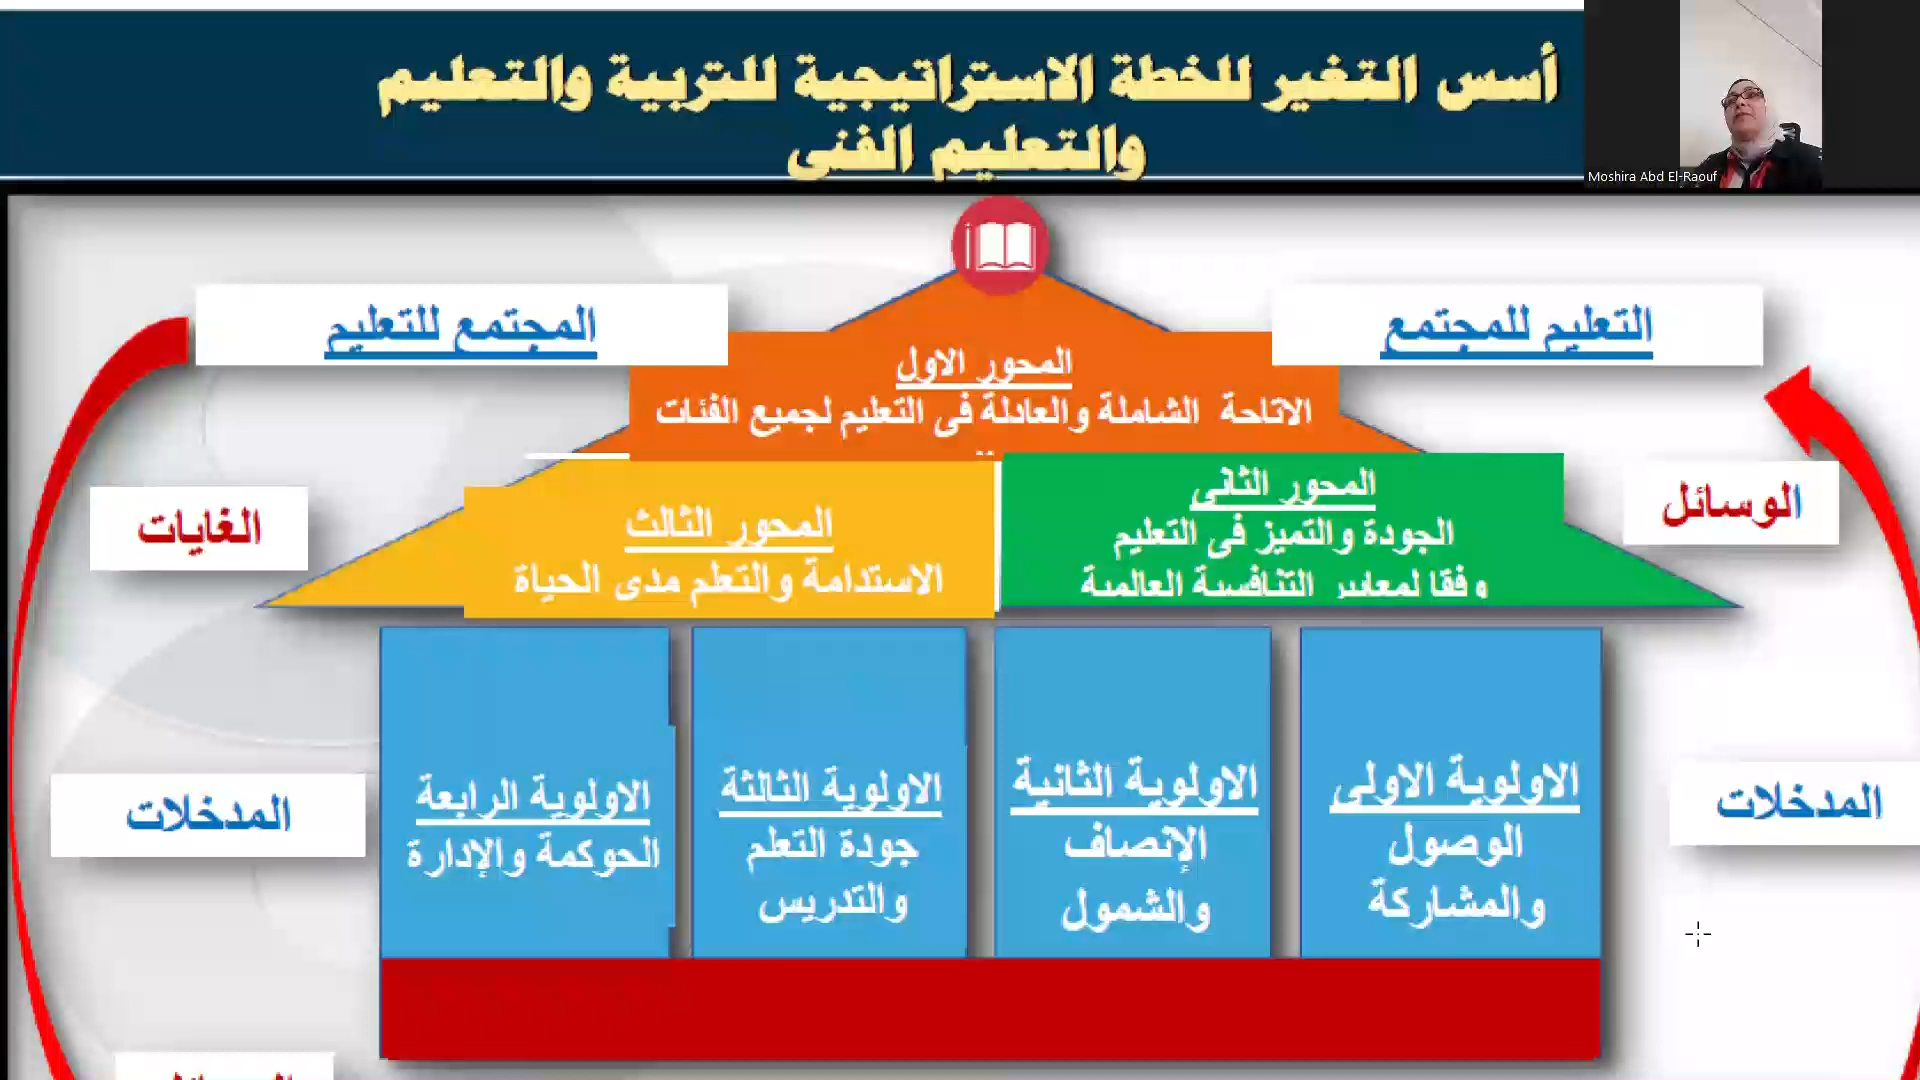 أسس التغير للخطة الاستراتيجية للتربية والتعليم
والتعليم الفنى
Moshira Abd El-Raouf
التعليم للمجتمع
المجتمع للتعليم
المحور الاول
الاتاحة الشاملة والعادلة فى التعليم لجميع الفئات
الوسائل
المحور الثانى
الجودة والتميز فى التعليم
وفقا لمعايير التنافسية العالمية
المحور الثالث
الاستدامة والتعلم مدى الحياة
الغايات
المدخلات
الاولوية الاولى
الوصول
والمشاركة
الاولوية الثانية
الإنصاف
والشمول
الاولوية الثالثة
جودة التعلم
والتدريس
الاولوية الرابعة
الحوكمة والإدارة
المدخلات